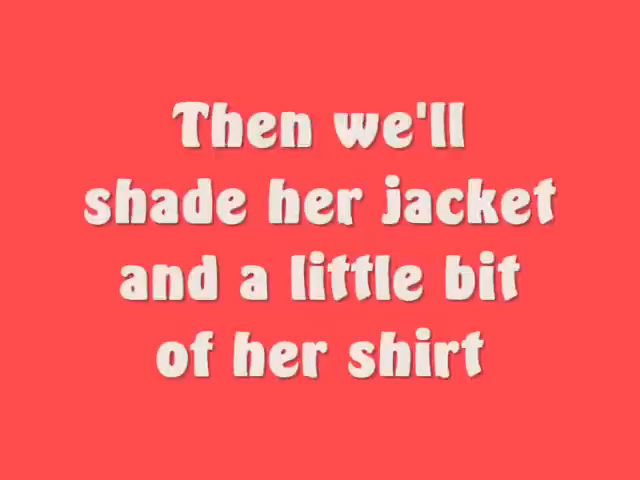 Then we'll
shade her jacket
and a little bit
of her shirt